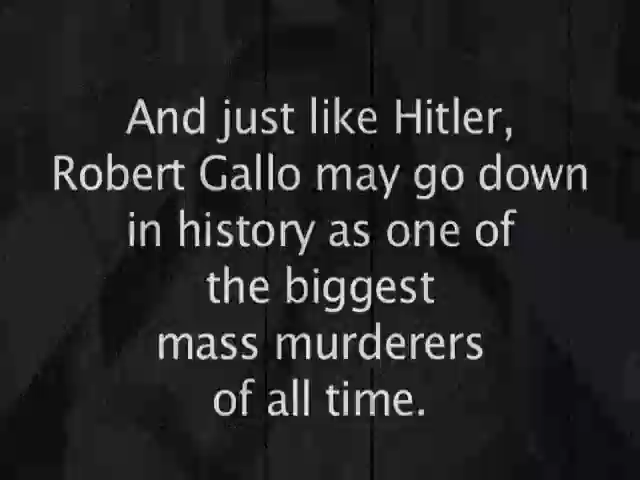 And just like Hitler,
Robert Gallo may go down
in history as one of
the biggest
mass murderers
of all time.